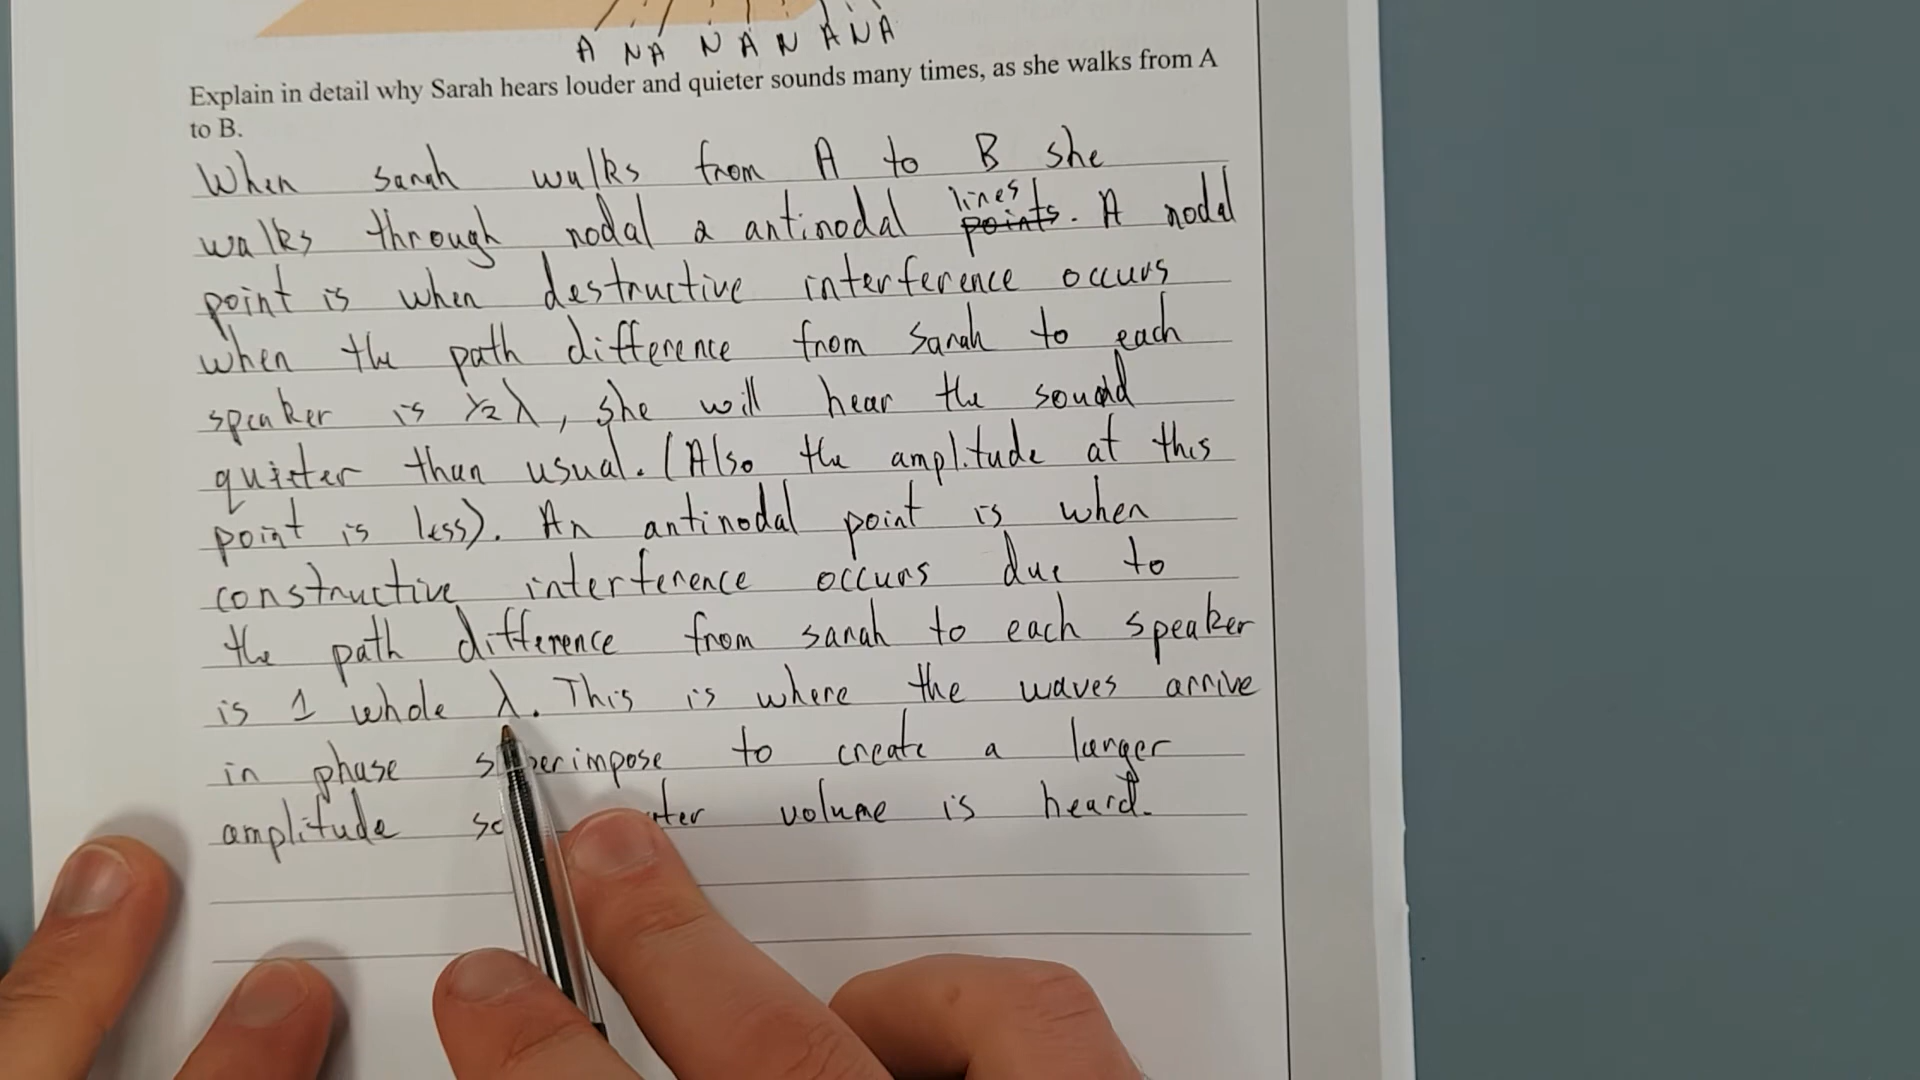 A N A N A N A N A
Explain in detail why Sarah hears louder and quieter sounds many times, as she walks from A
to B.
When sarah walks from A to B she
lines
walks through nodal a antinodal points. A nodal
point is when destructive interference occurs
when the path difference from Sarah to each
speaker is 1/2 λ, she will hear the sound
quieter than usual. (Also the amplitude at this
point is less). An antinodal point is when
constructive interference occurs due to
the path difference from sarah to each speaker
is 1 whole λ. This is where the waves arrive
in phase superimpose to create a larger
amplitude volume is heard.